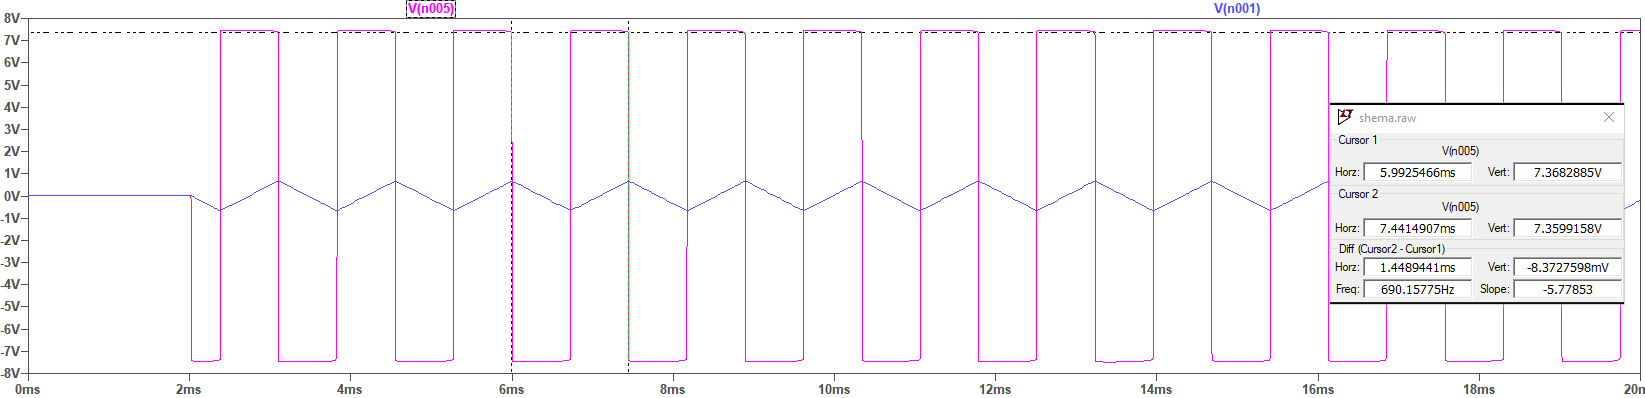 V(n005) V(n001)
8V
7V
6V
5V
4V
3V
2V
1V
0V
-1V
-2V
-3V
-4V
-5V
-6V
-7V
-8V
0ms 2ms 4ms 6ms 8ms 10ms 12ms 14ms 16ms 18ms 20m
shema.raw
Cursor 1
V(n005)
Horz: 5.9925466ms Vert: 7.3682885V
Cursor 2
V(n005)
Horz: 7.4414907ms Vert: 7.3599158V
Diff (Cursor2 - Cursor1)
Horz: 1.4489441ms Vert: -8.3727598mV
Freq: 690.15775Hz Slope: -5.77853